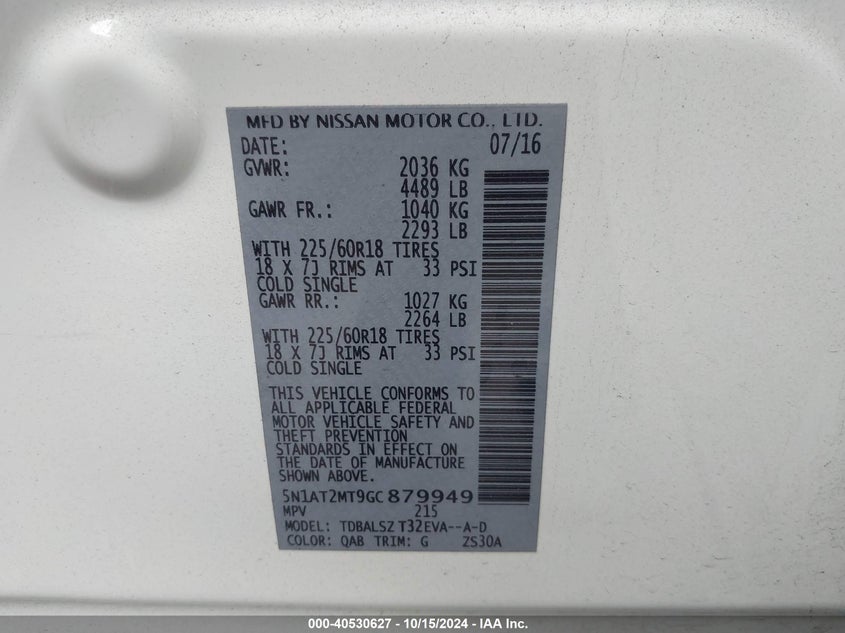 MFD BY NISSAN MOTOR CO., LTD.
DATE: 07/16
GVWR: 2036 KG
4489 LB
GAWR FR.: 1040 KG
2293 LB
WITH 225/60R18 TIRES
18 X 7J RIMS AT 33 PSI
COLD SINGLE
GAWR RR.: 1027 KG
2264 LB
WITH 225/60R18 TIRES
18 X 7J RIMS AT 33 PSI
COLD SINGLE
THIS VEHICLE CONFORMS TO
ALL APPLICABLE FEDERAL
MOTOR VEHICLE SAFETY AND
THEFT PREVENTION
STANDARDS IN EFFECT ON
THE DATE OF MANUFACTURE
SHOWN ABOVE.
5N1AT2MT9GC879949
MPV 215
MODEL: TDBALSZ T32EVA--A-D
COLOR: QAB TRIM: G ZS30A
000-40530627 - 10/15/2024 - IAA Inc.